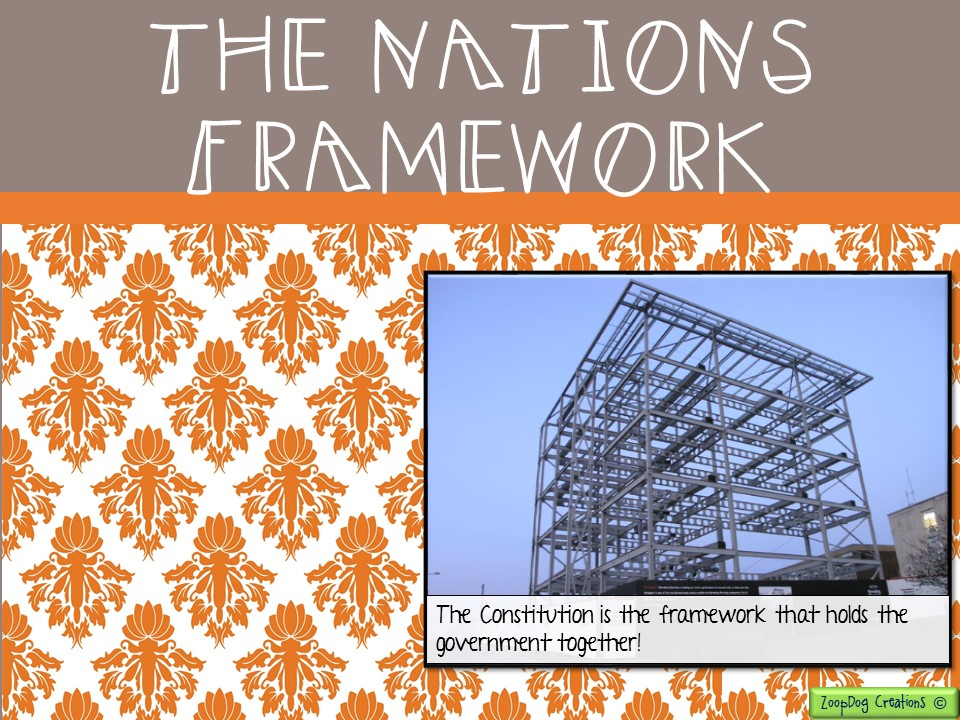 THE NATIONS
FRAMEWORK
The Constitution is the framework that holds the
government together!
ZoopDog Creations ©